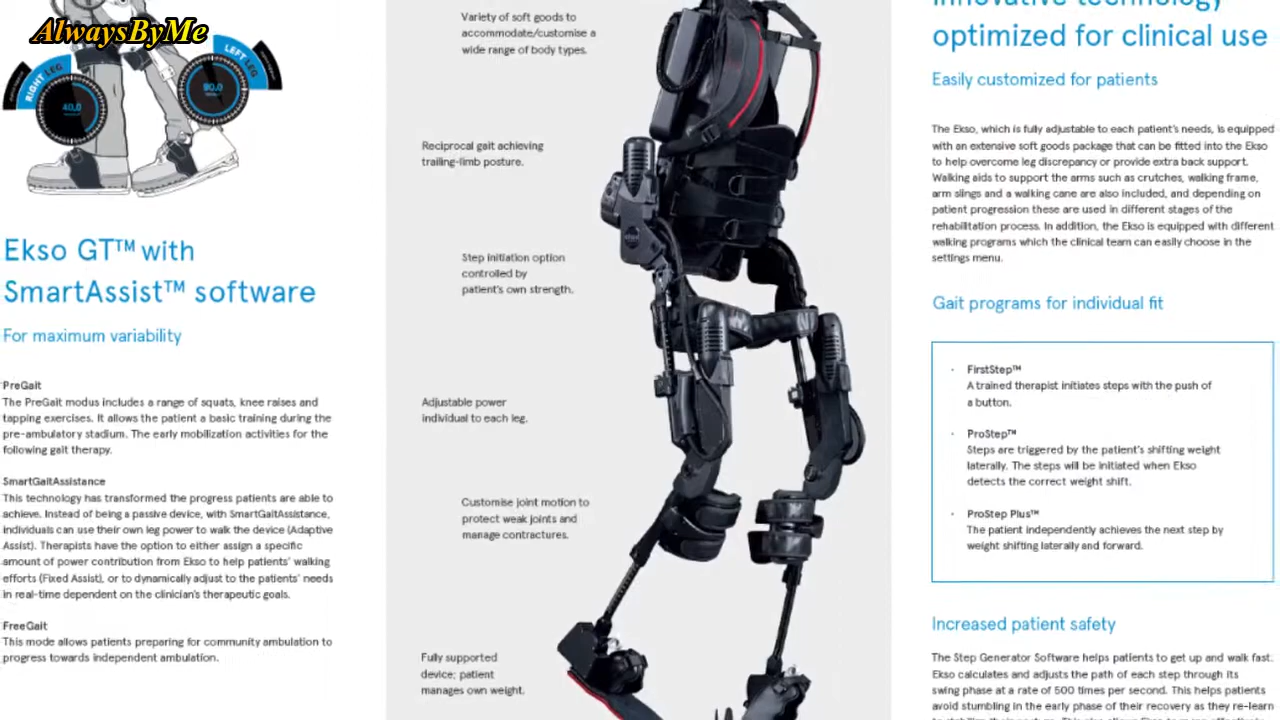 AlwaysByMe
RIGHT LEG
40.0
LEFT LEG
90.0
Ekso GT™ with
SmartAssist™ software
For maximum variability
PreGait
The PreGait modus includes a range of squats, knee raises and
tapping exercises. It allows the patient a basic training during the
pre-ambulatory stadium. The early mobilization activities for the
following gait therapy.
SmartGaitAssistance
This technology has transformed the progress patients are able to
achieve. Instead of being a passive device, with SmartGaitAssistance,
individuals can use their own leg power to walk the device (Adaptive
Assist). Therapists have the option to either assign a specific
amount of power contribution from Ekso to help patients' walking
efforts (Fixed Assist), or to dynamically adjust to the patients' needs
in real-time dependent on the clinician's therapeutic goals.
FreeGait
This mode allows patients preparing for community ambulation to
progress towards independent ambulation.
Variety of soft goods to
accommodate/customise a
wide range of body types.
Reciprocal gait achieving
trailing-limb posture.
Step initiation option
controlled by
patient's own strength.
Adjustable power
individual to each leg.
Customise joint motion to
protect weak joints and
manage contractures.
Fully supported
device; patient
manages own weight.
Innovative technology
optimized for clinical use
Easily customized for patients
The Ekso, which is fully adjustable to each patient's needs, is equipped
with an extensive soft goods package that can be fitted into the Ekso
to help overcome leg discrepancy or provide extra back support.
Walking aids to support the arms such as crutches, walking frame,
arm slings and a walking cane are also included, and depending on
patient progression these are used in different stages of the
rehabilitation process. In addition, the Ekso is equipped with different
walking programs which the clinical team can easily choose in the
settings menu.
Gait programs for individual fit
· FirstStep™
A trained therapist initiates steps with the push of
a button.
· ProStep™
Steps are triggered by the patient's shifting weight
laterally. The steps will be initiated when Ekso
detects the correct weight shift.
· ProStep Plus™
The patient independently achieves the next step by
weight shifting laterally and forward.
Increased patient safety
The Step Generator Software helps patients to get up and walk fast.
Ekso calculates and adjusts the path of each step through its
swing phase at a rate of 500 times per second. This helps patients
avoid stumbling in the early phase of their recovery as they re-learn